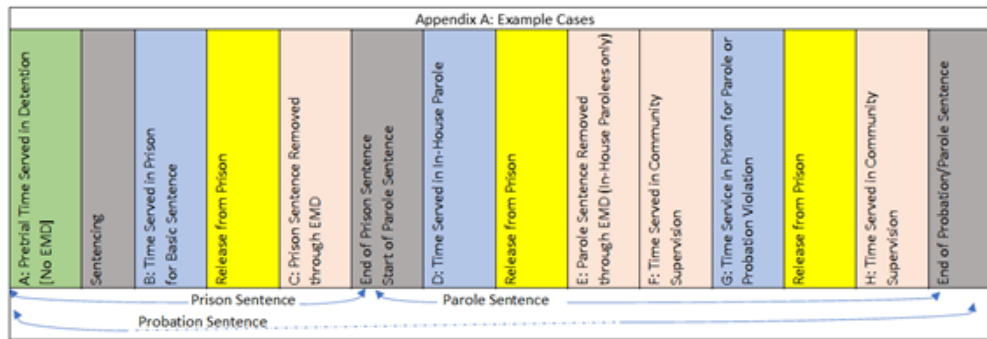 Appendix A: Example Cases
A: Pretrial Time Served in Detention
[No EMD]
Sentencing
B: Time Served in Prison
for Basic Sentence
Release from Prison
C: Prison Sentence Removed
through EMD
End of Prison Sentence
Start of Parole Sentence
D: Time Served in In-House Parole
Release from Prison
E: Parole Sentence Removed
through EMD (In-House Parolees only)
F: Time Served in Community
Supervision
G: Time Service in Prison for Parole or
Probation Violation
Release from Prison
H: Time Served in Community
Supervision
End of Probation/Parole Sentence
Prison Sentence
Parole Sentence
Probation Sentence